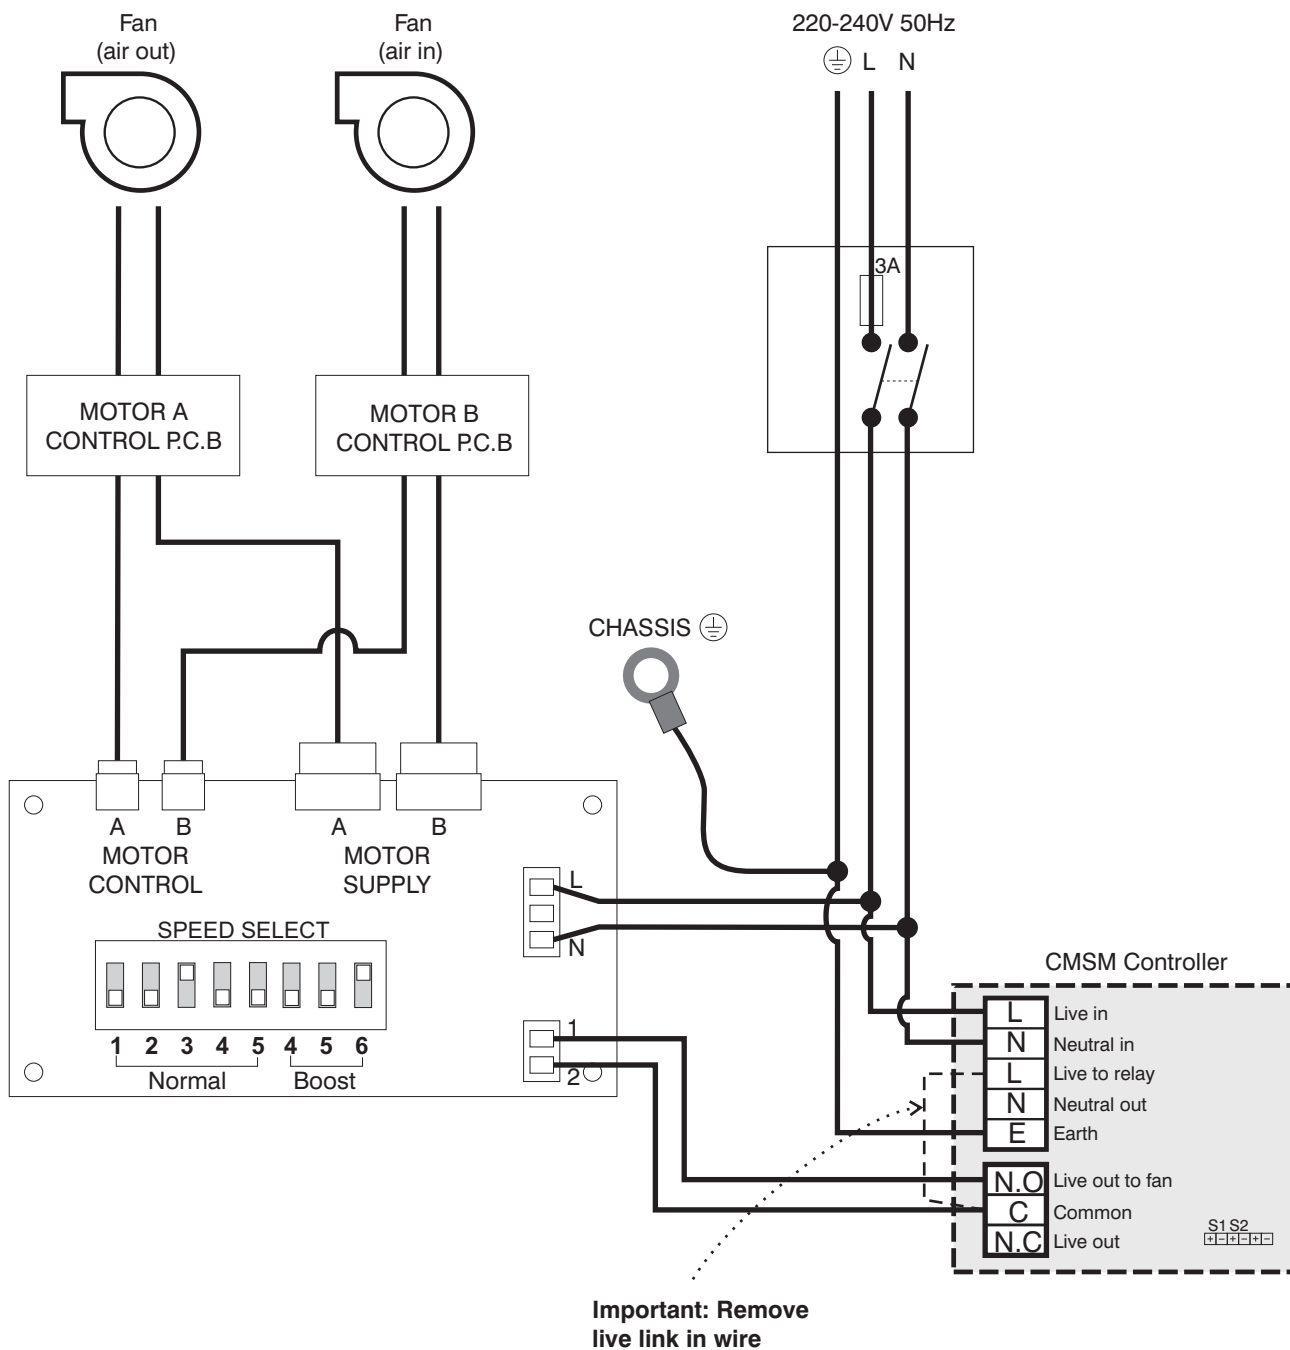 Fan
(air out)
Fan
(air in)
220-240V 50Hz
L N
3A
MOTOR A
CONTROL P.C.B
MOTOR B
CONTROL P.C.B
CHASSIS
A B
MOTOR
CONTROL
A B
MOTOR
SUPPLY
L
N
SPEED SELECT
1 2 3 4 5 4 5 6
Normal Boost
1
2
CMSM Controller
L Live in
N Neutral in
L Live to relay
N Neutral out
E Earth
N.O Live out to fan
C Common
N.C Live out
S1 S2
+ - + - + -
Important: Remove
live link in wire